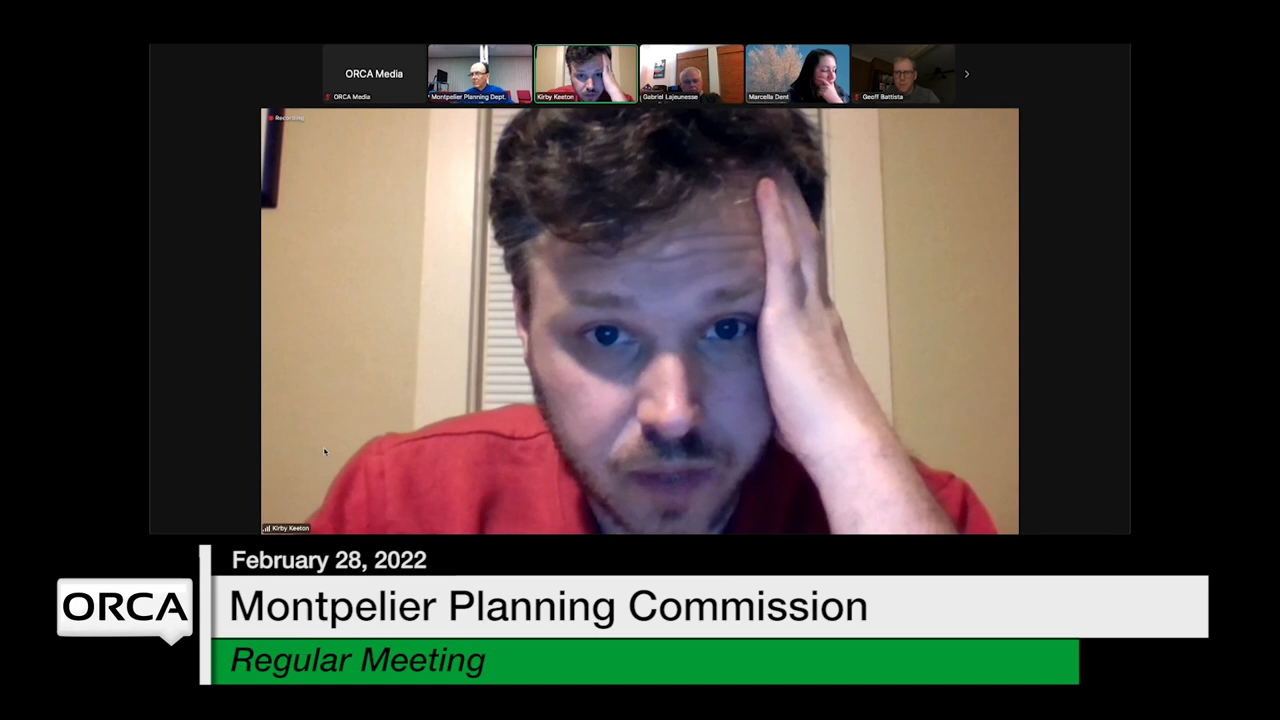 ORCA Media
ORCA Media
Montpelier Planning Dept.
Kirby Keeton
Gabriel Lajeunesse
Marcella Dent
Geoff Battista
Recording
Kirby Keeton
February 28, 2022
ORCA
Montpelier Planning Commission
Regular Meeting